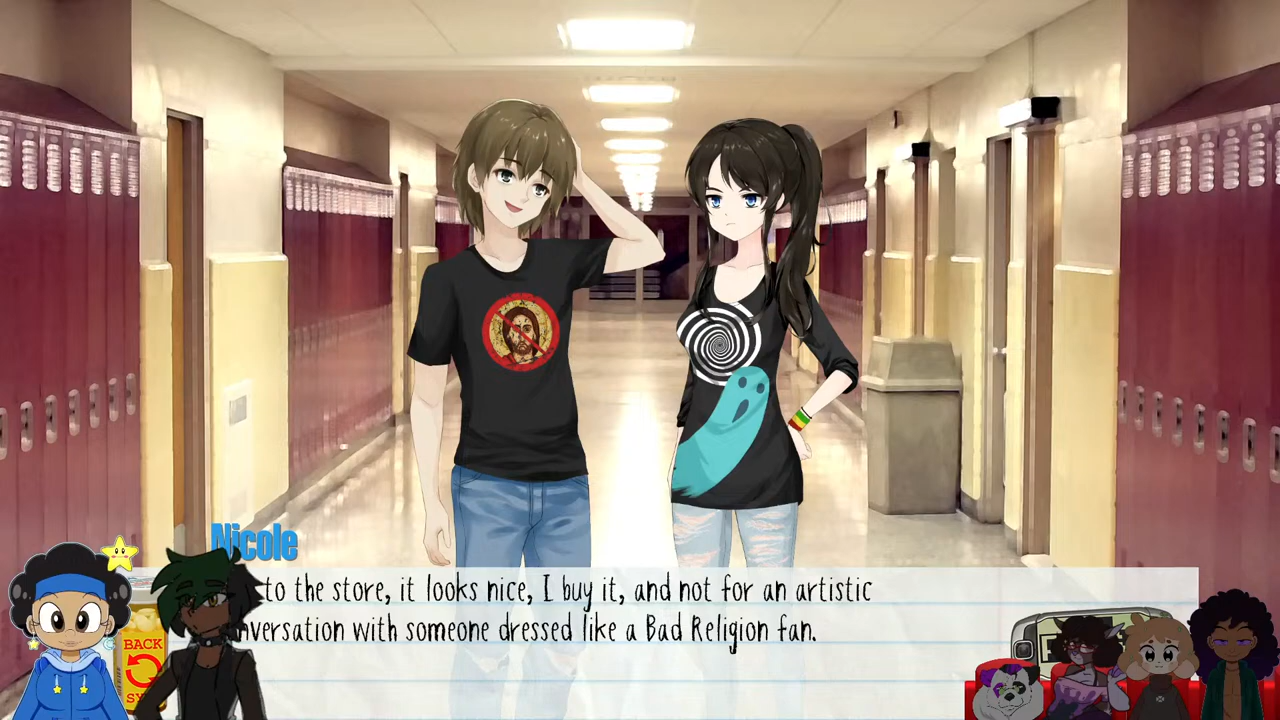 Nicole
to the store, it looks nice, I buy it, and not for an artistic
nversation with someone dressed like a Bad Religion fan.
BACK
SY